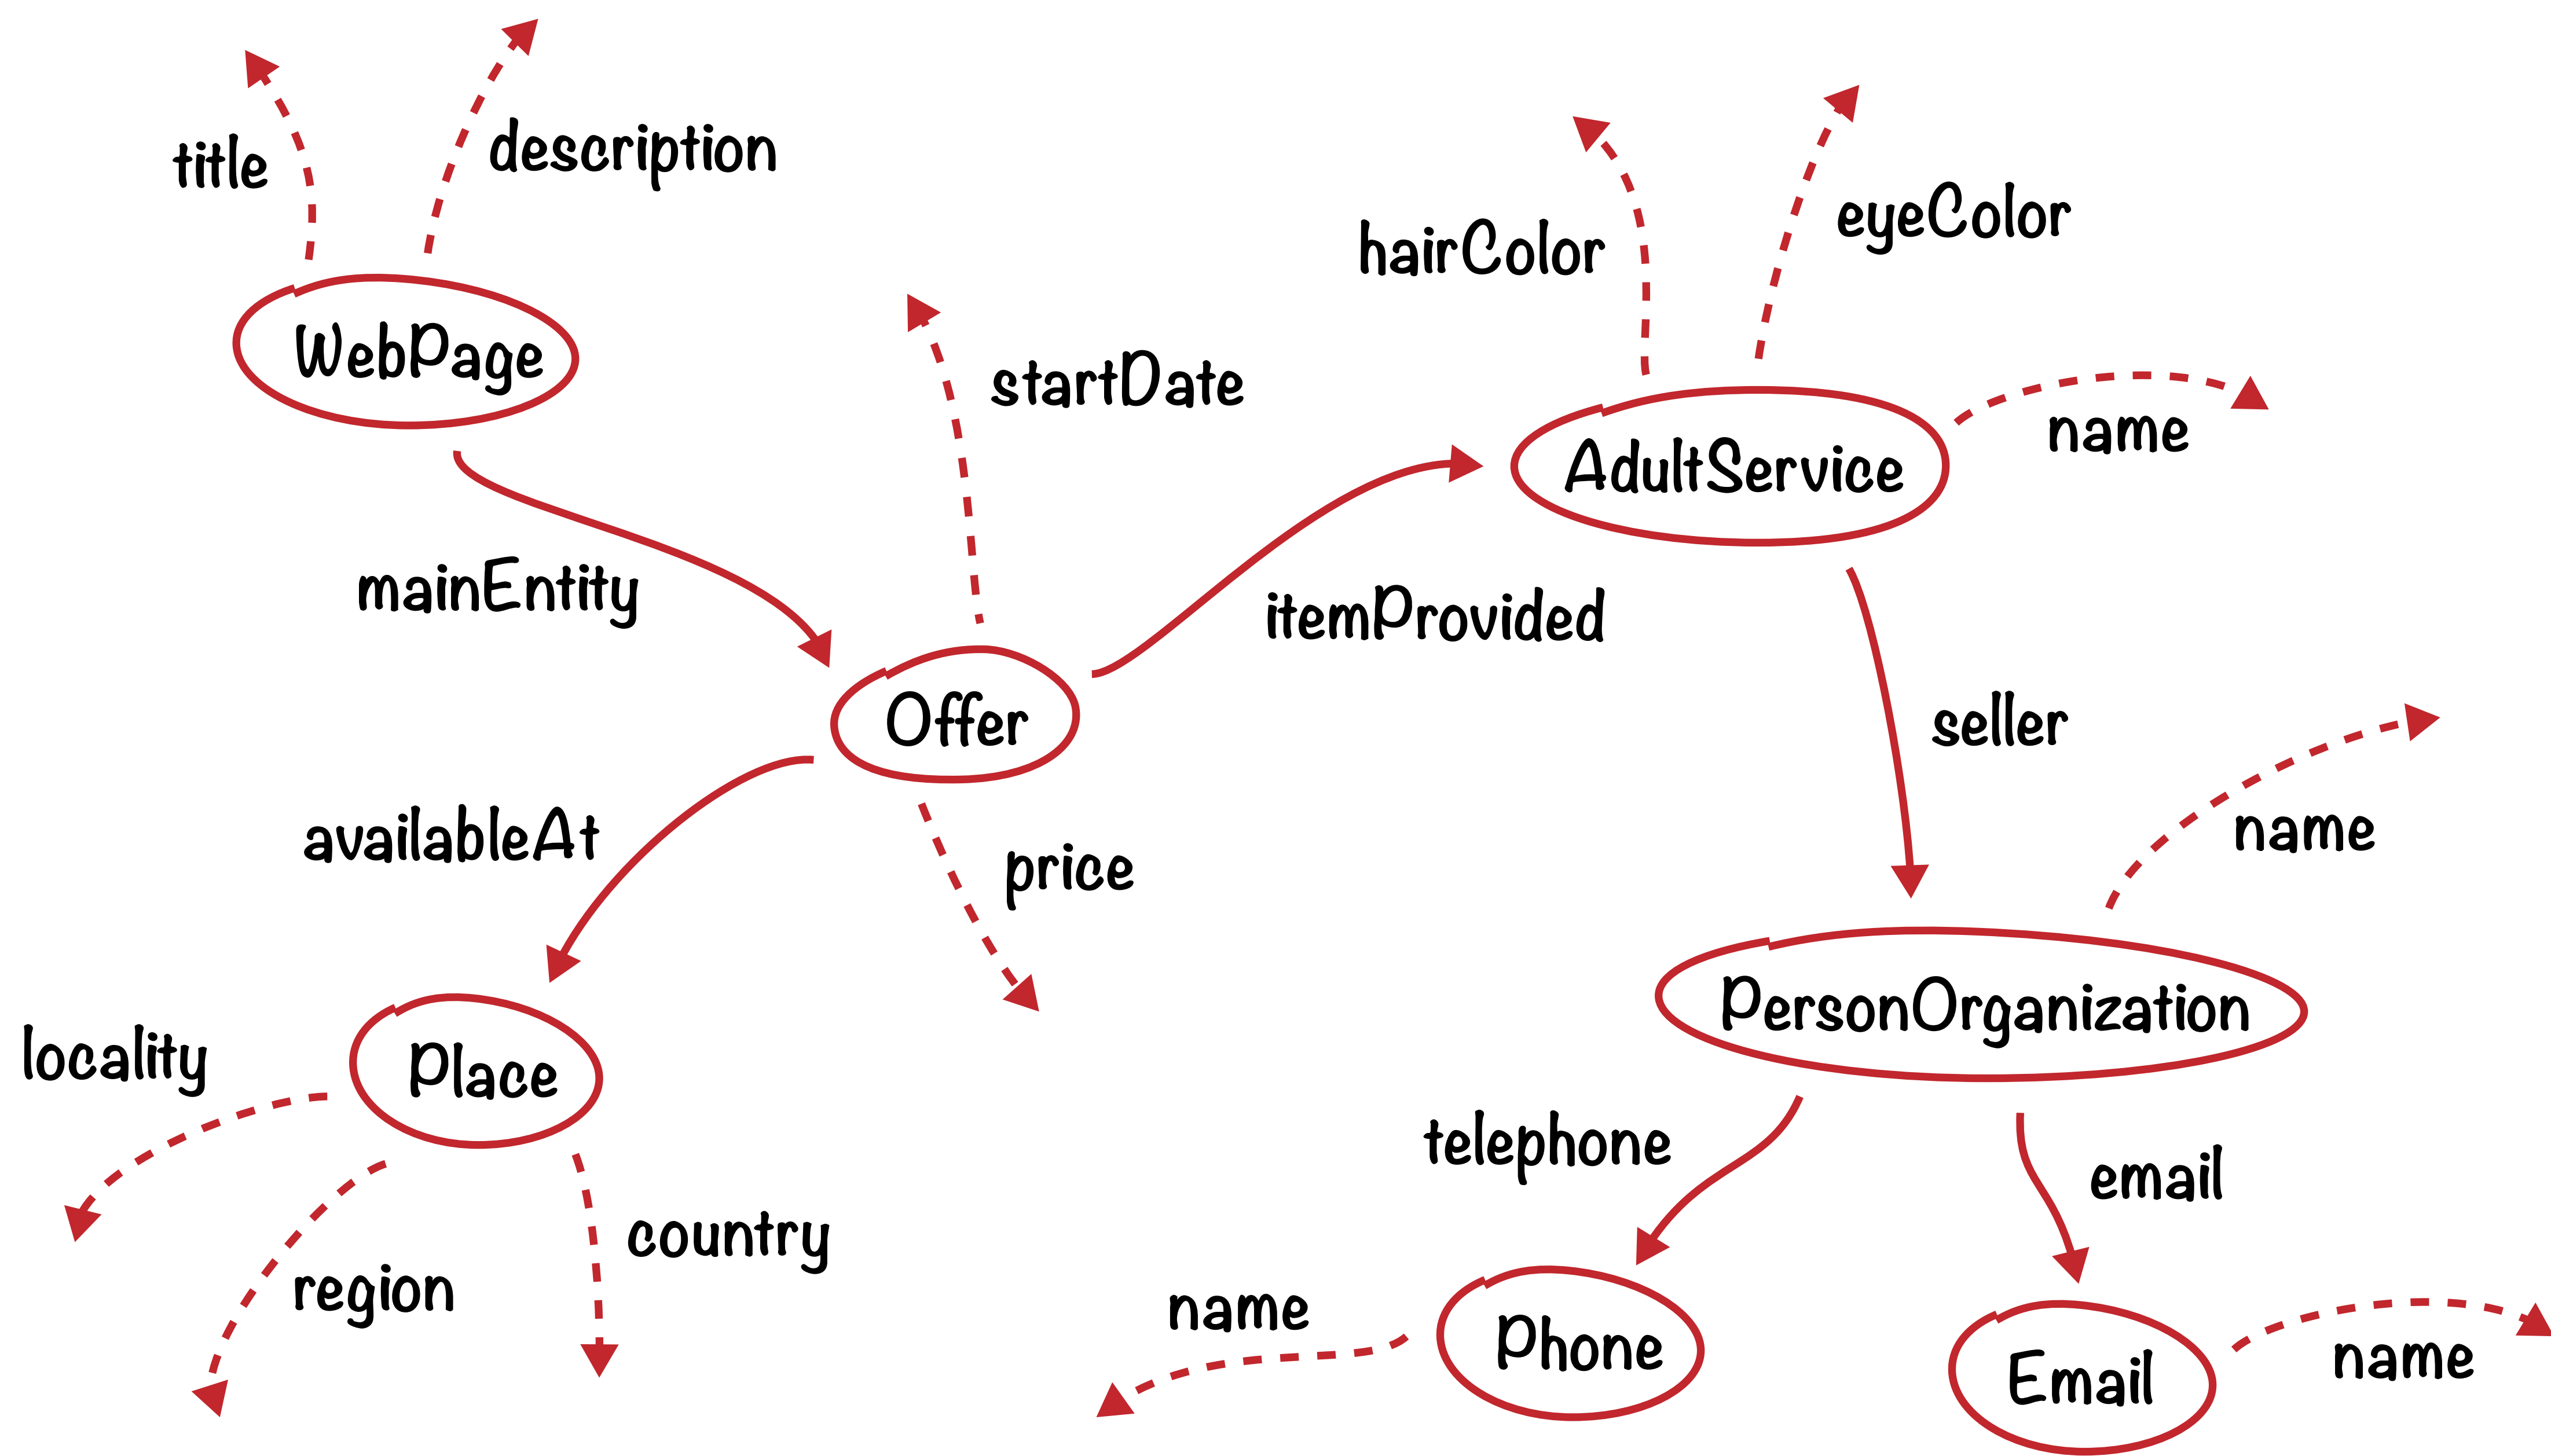 title
description
hairColor
eyeColor
WebPage
startDate
name
AdultService
mainEntity
itemProvided
Offer
seller
availableAt
price
name
PersonOrganization
locality
Place
telephone
email
country
region
name
Phone
Email
name